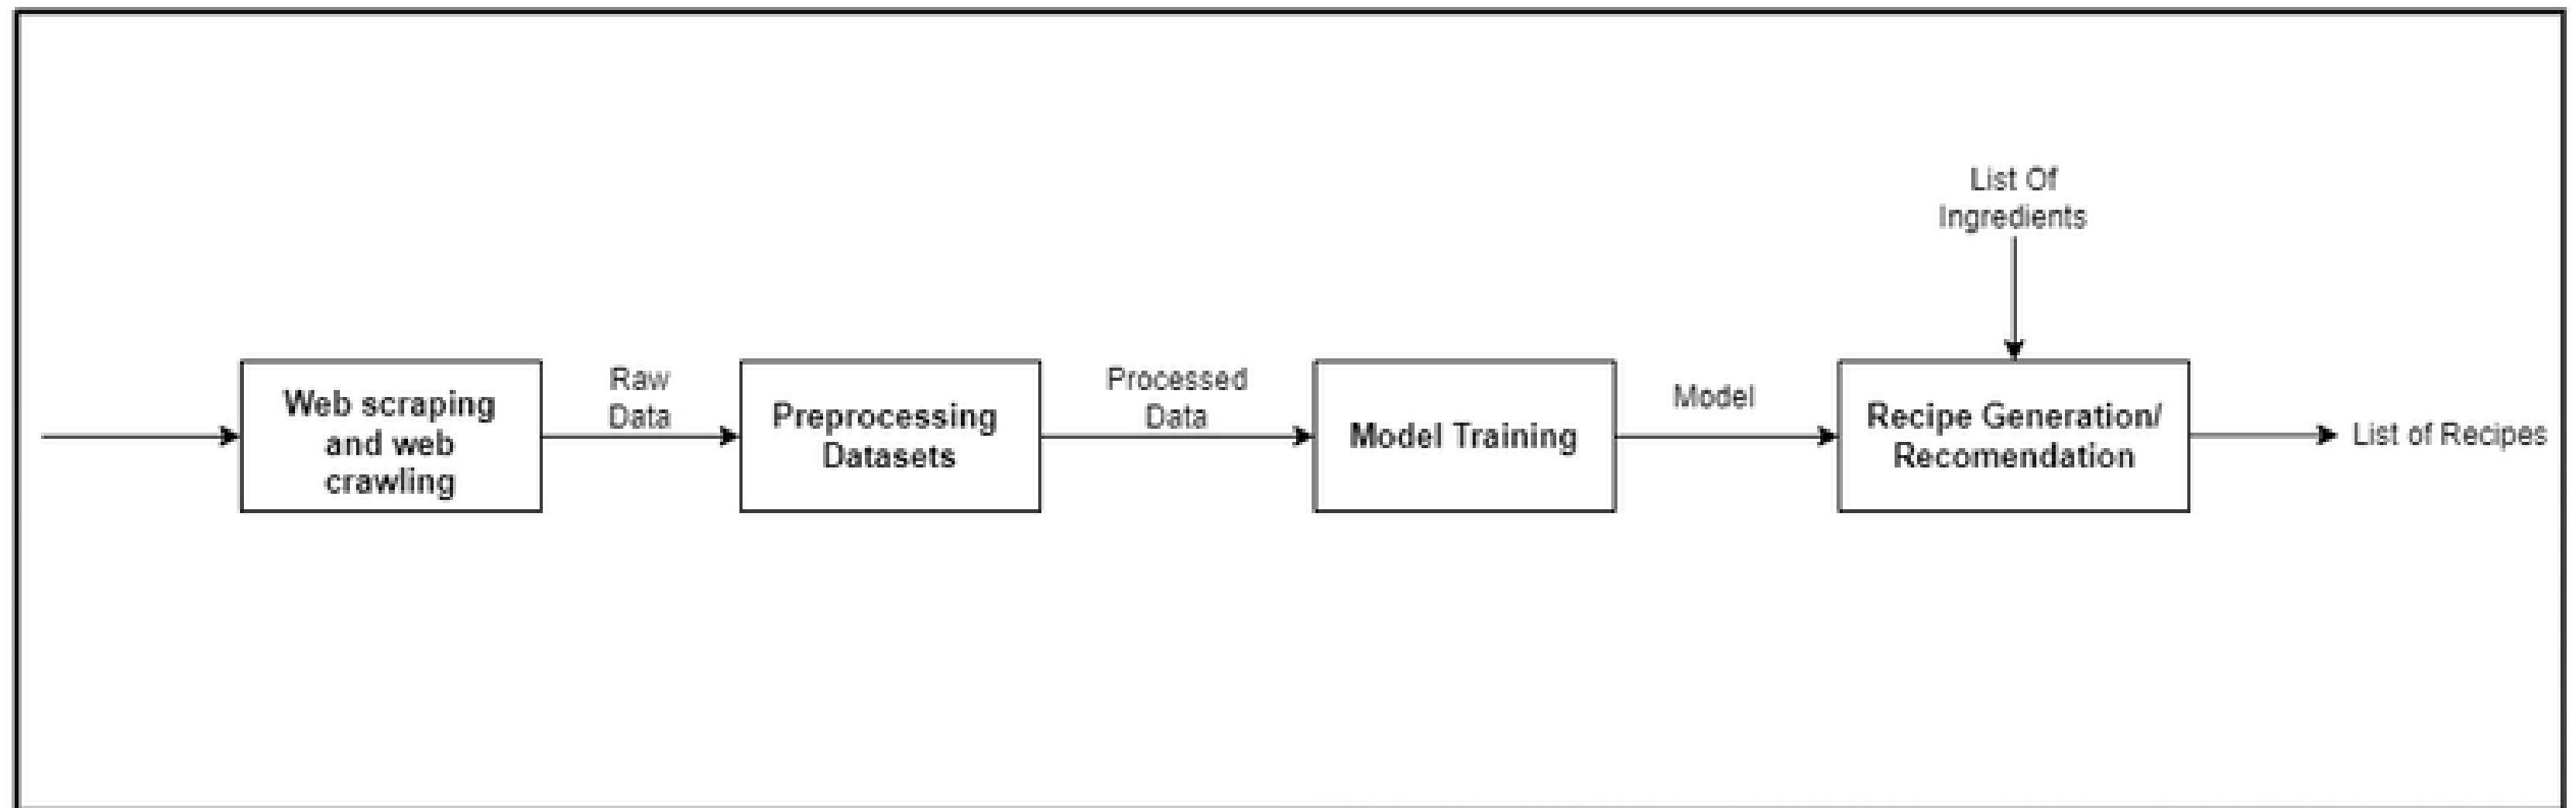 List Of
Ingredients
Web scraping
and web
crawling
Raw
Data
Preprocessing
Datasets
Processed
Data
Model Training
Model
Recipe Generation/
Recomendation
List of Recipes